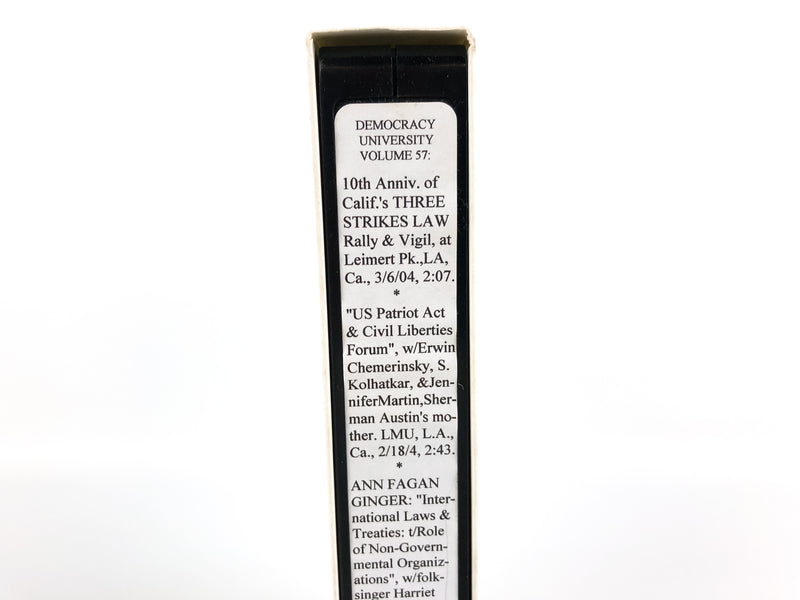 DEMOCRACY
UNIVERSITY
VOLUME 57:
10th Anniv. of
Calif.'s THREE
STRIKES LAW
Rally & Vigil, at
Leimert Pk.,LA,
Ca., 3/6/04, 2:07.
*
"US Patriot Act
& Civil Liberties
Forum", w/Erwin
Chemerinsky, S.
Kolhatkar, &Jen-
niferMartin,Sher-
man Austin's mo-
ther. LMU, L.A.,
Ca., 2/18/4, 2:43.
*
ANN FAGAN
GINGER: "Inter-
national Laws &
Treaties: t/Role
of Non-Govern-
mental Organiz-
ations", w/folk-
singer Harriet